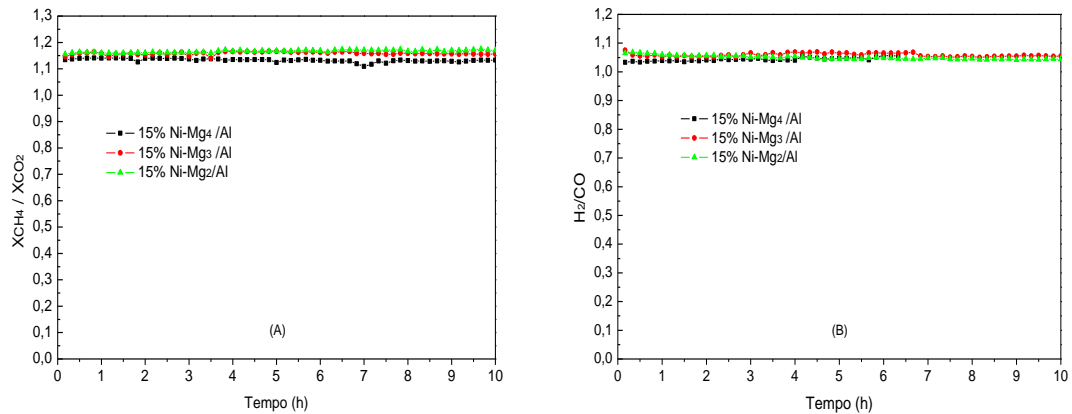 1,3
1,2
1,1
1,0
0,9
0,8
0,7
0,6
0,5
0,4
0,3
0,2
0,1
0,0
XCH4 / XCO2
15% Ni-Mg4 /Al
15% Ni-Mg3 /Al
15% Ni-Mg2/Al
(A)
0 1 2 3 4 5 6 7 8 9 10
Tempo (h)
1,2
1,1
1,0
0,9
0,8
0,7
0,6
0,5
0,4
0,3
0,2
0,1
0,0
H2/CO
15% Ni-Mg4 /Al
15% Ni-Mg3 /Al
15% Ni-Mg2/Al
(B)
0 1 2 3 4 5 6 7 8 9 10
Tempo (h)